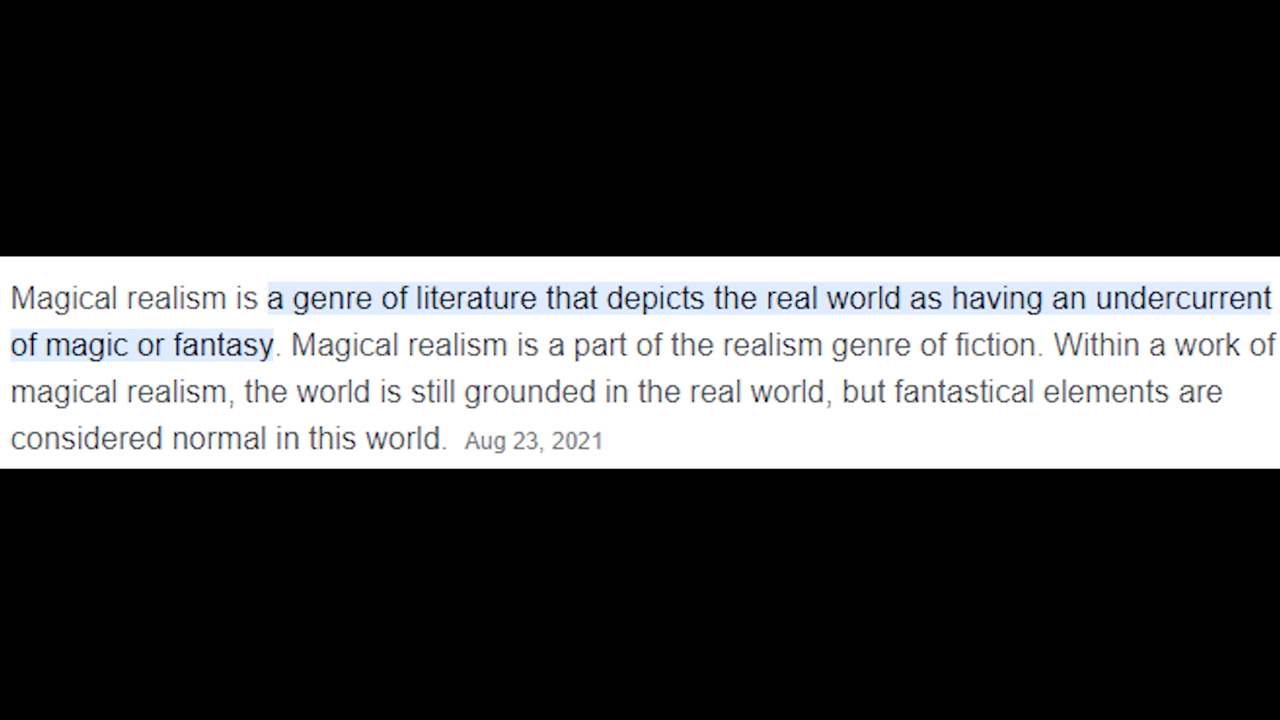 Magical realism is a genre of literature that depicts the real world as having an undercurrent
of magic or fantasy. Magical realism is a part of the realism genre of fiction. Within a work of
magical realism, the world is still grounded in the real world, but fantastical elements are
considered normal in this world. Aug 23, 2021